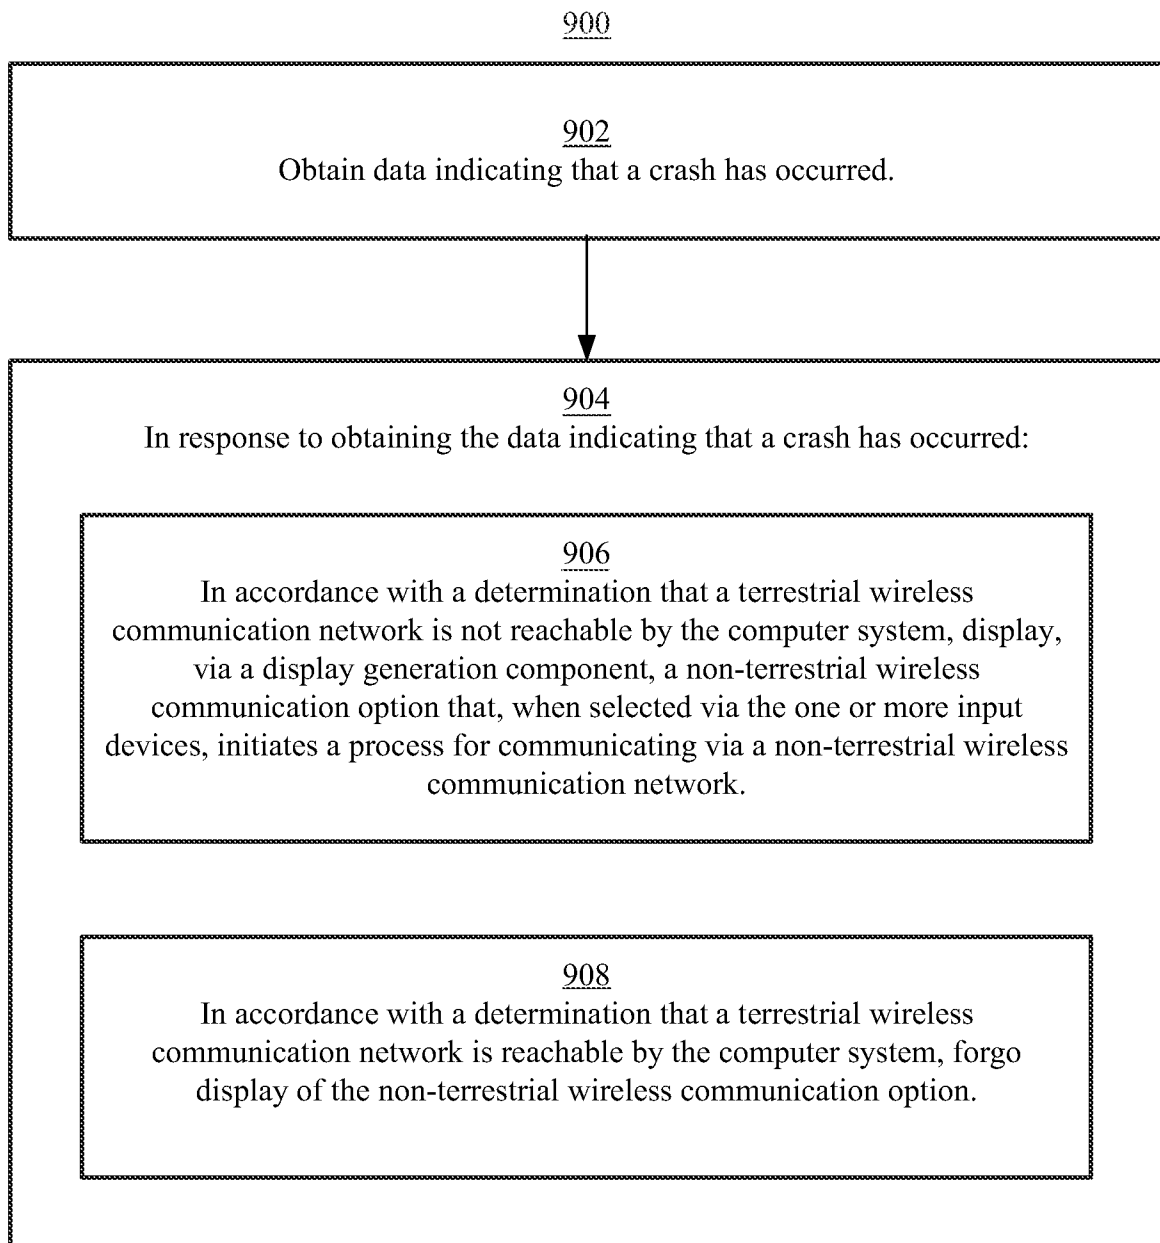 900
902
Obtain data indicating that a crash has occurred.
904
In response to obtaining the data indicating that a crash has occurred:
906
In accordance with a determination that a terrestrial wireless
communication network is not reachable by the computer system, display,
via a display generation component, a non-terrestrial wireless
communication option that, when selected via the one or more input
devices, initiates a process for communicating via a non-terrestrial wireless
communication network.
908
In accordance with a determination that a terrestrial wireless
communication network is reachable by the computer system, forgo
display of the non-terrestrial wireless communication option.